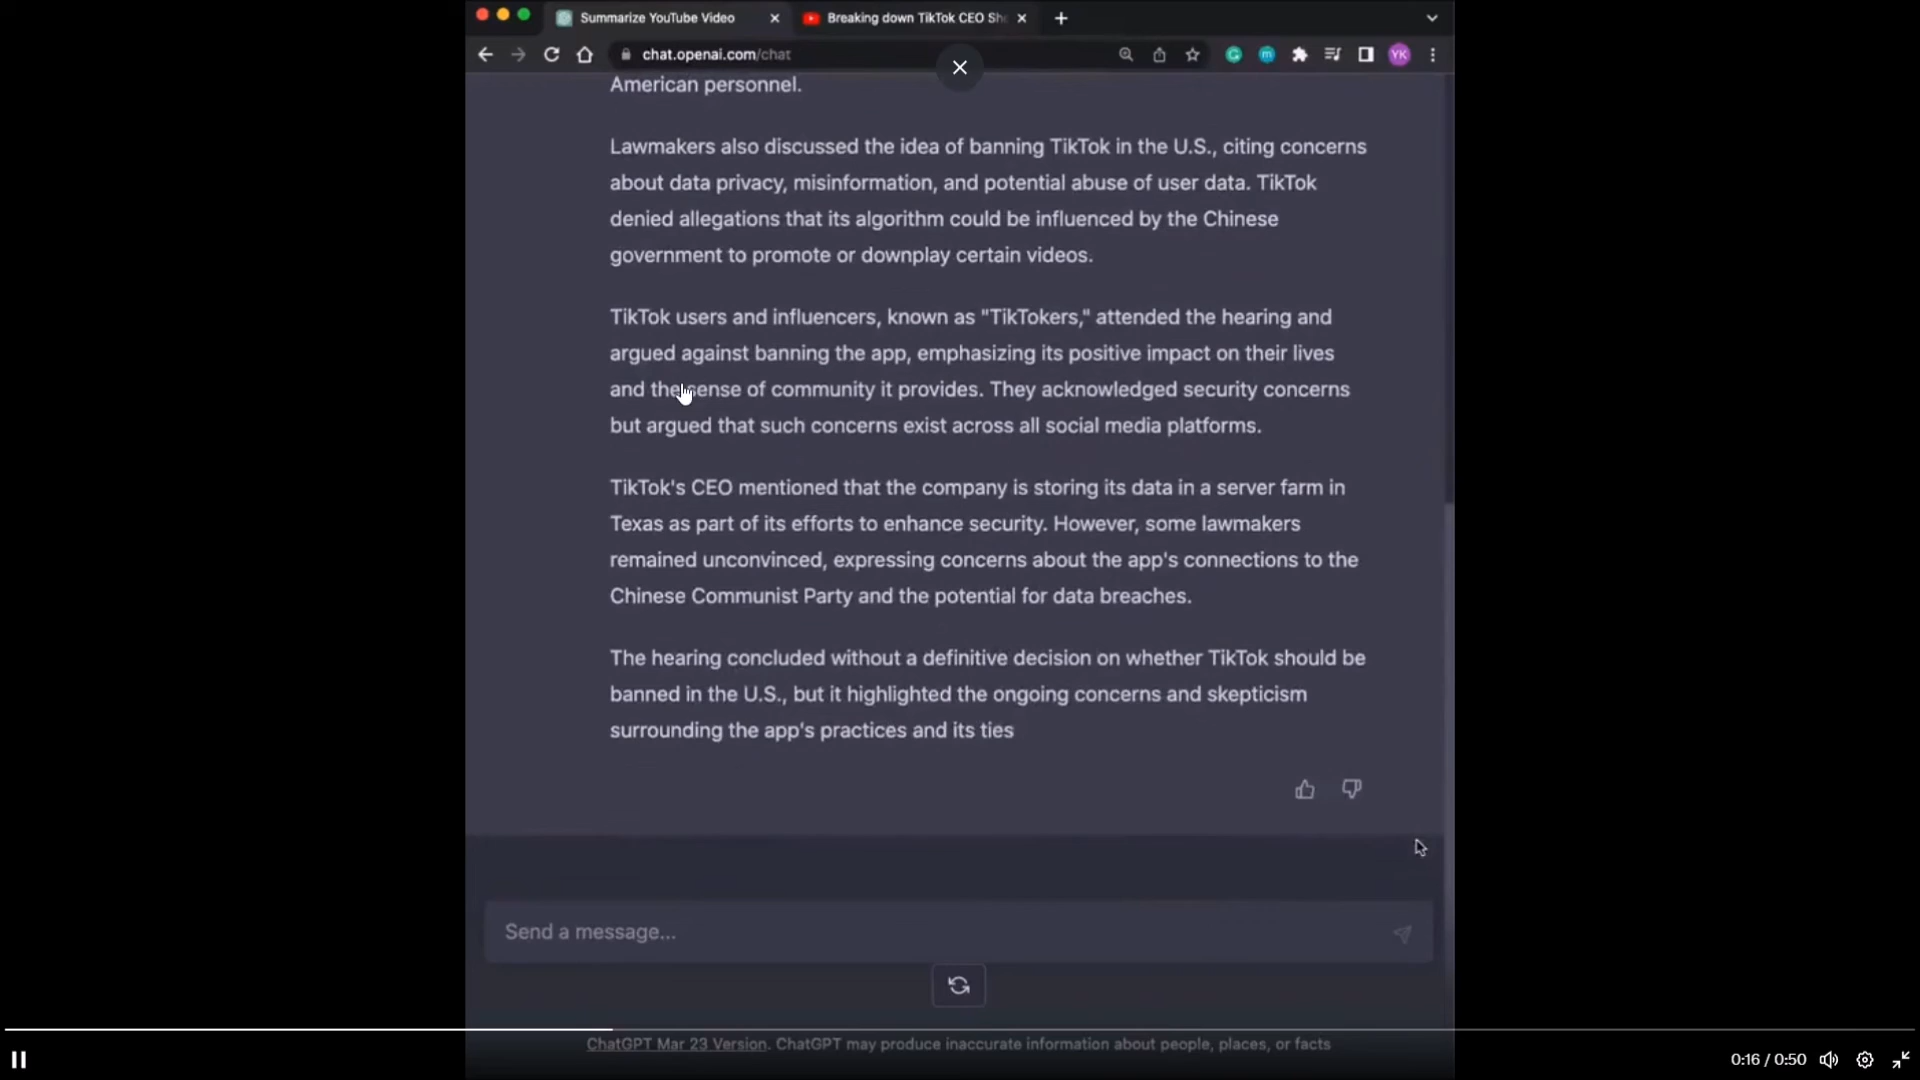 Summarize YouTube Video
Breaking down TikTok CEO Sh
chat.openai.com/chat
YK
American personnel.
Lawmakers also discussed the idea of banning TikTok in the U.S., citing concerns
about data privacy, misinformation, and potential abuse of user data. TikTok
denied allegations that its algorithm could be influenced by the Chinese
government to promote or downplay certain videos.
TikTok users and influencers, known as "TikTokers," attended the hearing and
argued against banning the app, emphasizing its positive impact on their lives
and the sense of community it provides. They acknowledged security concerns
but argued that such concerns exist across all social media platforms.
TikTok's CEO mentioned that the company is storing its data in a server farm in
Texas as part of its efforts to enhance security. However, some lawmakers
remained unconvinced, expressing concerns about the app's connections to the
Chinese Communist Party and the potential for data breaches.
The hearing concluded without a definitive decision on whether TikTok should be
banned in the U.S., but it highlighted the ongoing concerns and skepticism
surrounding the app's practices and its ties
Send a message...
ChatGPT Mar 23 Version. ChatGPT may produce inaccurate information about people, places, or facts
0:16 / 0:50